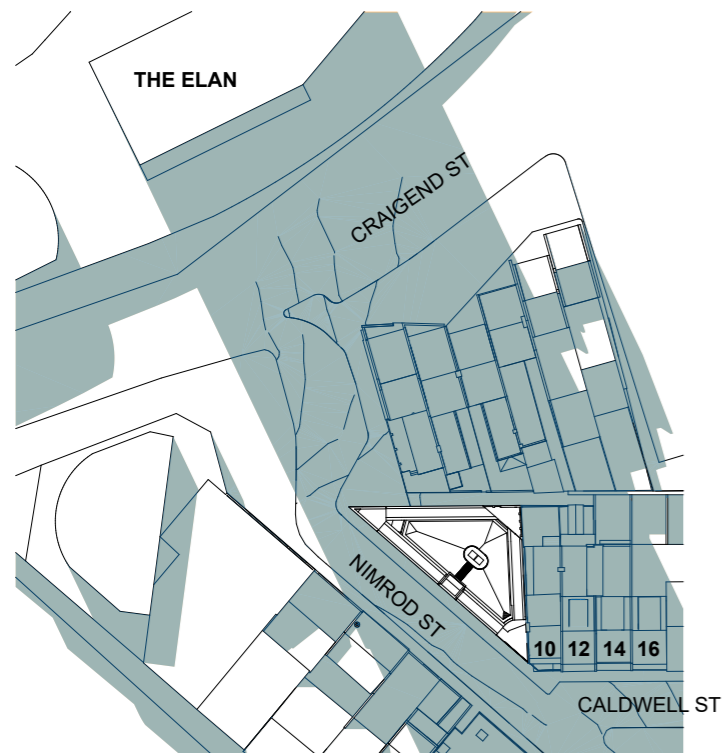 THE ELAN
CRAIGEND ST
NIMROD ST
10 12 14 16
CALDWELL ST